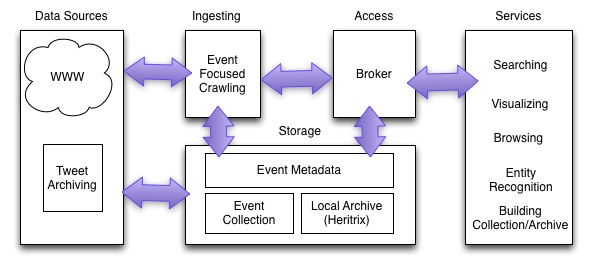 Data Sources
Ingesting
Access
Services
WWW
Event
Focused
Crawling
Broker
Searching
Visualizing
Browsing
Entity
Recognition
Building
Collection/Archive
Storage
Tweet
Archiving
Event Metadata
Event
Collection
Local Archive
(Heritrix)